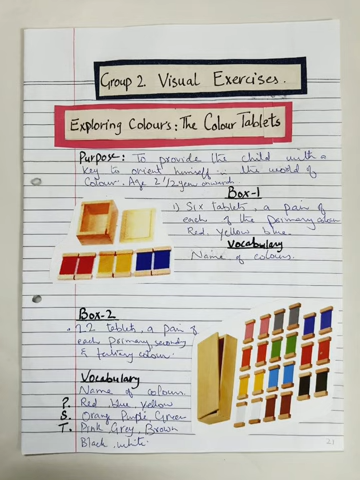 Group 2. Visual Exercises.
Exploring Colours: The Colour Tablets
Purpose: To provide the child with a
key to orient himself in the world of
Colour. Age 2 1/2 year onward
Box-1
1) Six Tablets, a pair of
each of the primary colour
Red, Yellow blue.
Vocabulary
Name of colours.
Box-2
22 tablets, a pair of
each primary, secondry
& tertiary colour.
Vocabulary
Name of colours.
P. Red, blue, yellow
S. Orange Purple, Green
T. Pink, Grey, Brown
Black, white.
21